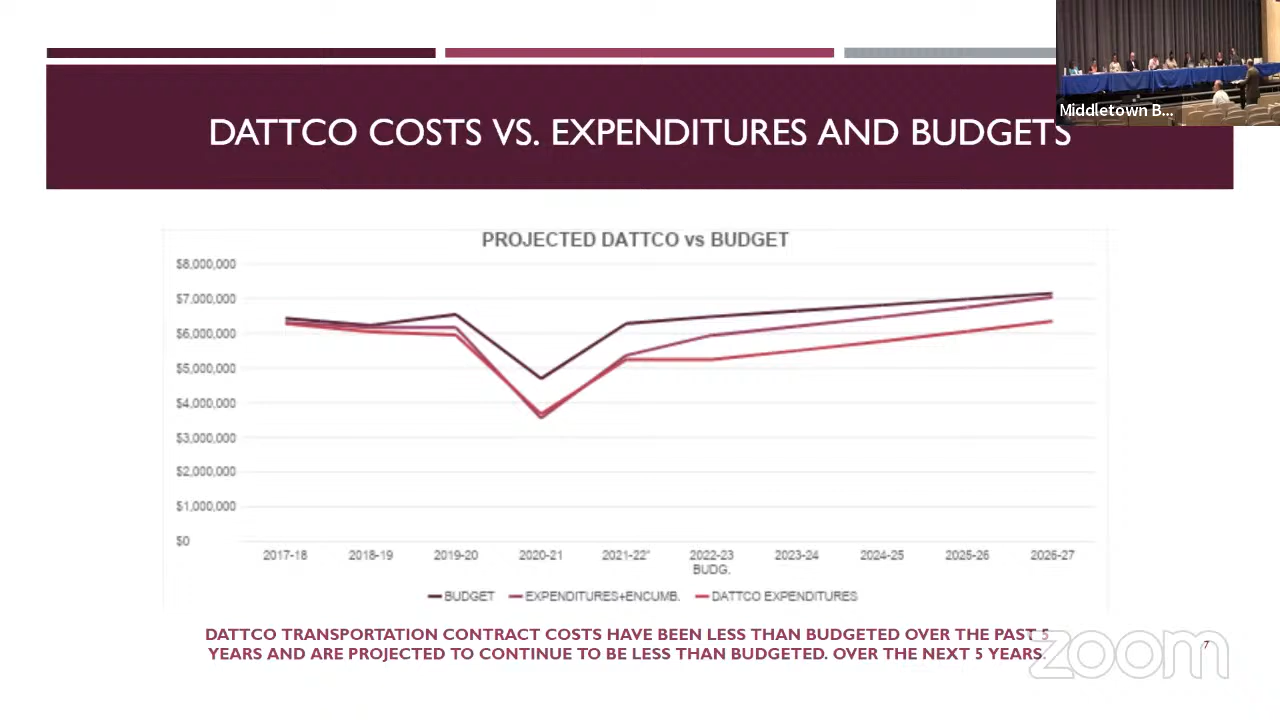 DATTCO COSTS VS. EXPENDITURES AND BUDGETS
Middletown B...
PROJECTED DATTCO vs BUDGET
$8,000,000
$7,000,000
$6,000,000
$5,000,000
$4,000,000
$3,000,000
$2,000,000
$1,000,000
$0
2017-18 2018-19 2019-20 2020-21 2021-22* 2022-23 2023-24 2024-25 2025-26 2026-27
BUDG.
BUDGET EXPENDITURES+ENCUMB. DATTCO EXPENDITURES
DATTCO TRANSPORTATION CONTRACT COSTS HAVE BEEN LESS THAN BUDGETED OVER THE PAST 5
YEARS AND ARE PROJECTED TO CONTINUE TO BE LESS THAN BUDGETED. OVER THE NEXT 5 YEARS.
zoom
7